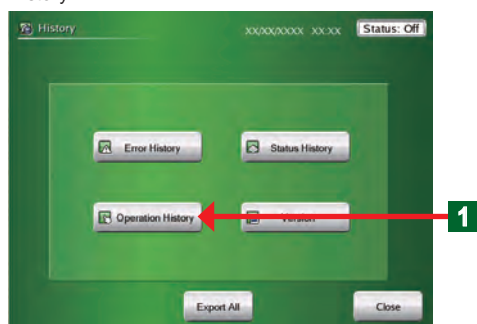 History
XX/XX/XXXX XX:XX
Status: Off
Error History
Status History
Operation History
Version
1
Export All
Close